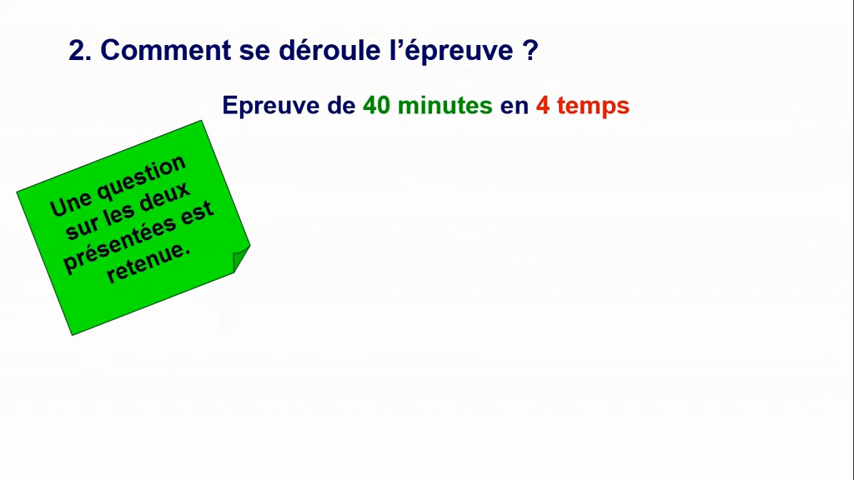 2. Comment se déroule l’épreuve ?
Epreuve de 40 minutes en 4 temps
Une question
sur les deux
présentées est
retenue.